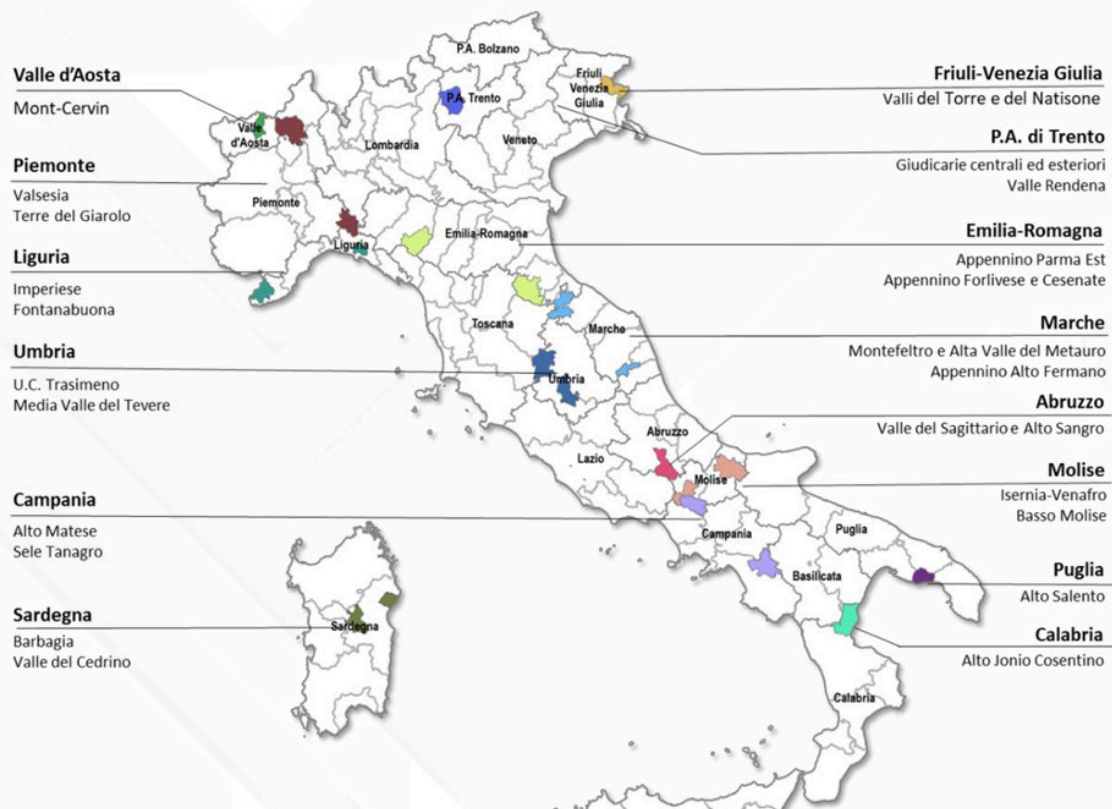 Valle d'Aosta
Mont-Cervin
Piemonte
Valsesia
Terre del Giarolo
Liguria
Imperiese
Fontanabuona
Umbria
U.C. Trasimeno
Media Valle del Tevere
Campania
Alto Matese
Sele Tanagro
Sardegna
Barbagia
Valle del Cedrino
P.A. Bolzano
Friuli
Venezia
Giulia
P.A. Trento
Valle
d'Aosta
Lombardia
Veneto
Piemonte
Emilia-Romagna
Liguria
Toscana
Marche
Umbria
Abruzzo
Lazio
Molise
Campania
Puglia
Basilicata
Sardegna
Calabria
Friuli-Venezia Giulia
Valli del Torre e del Natisone
P.A. di Trento
Giudicarie centrali ed esteriori
Valle Rendena
Emilia-Romagna
Appennino Parma Est
Appennino Forlivese e Cesenate
Marche
Montefeltro e Alta Valle del Metauro
Appennino Alto Fermano
Abruzzo
Valle del Sagittario e Alto Sangro
Molise
Isernia-Venafro
Basso Molise
Puglia
Alto Salento
Calabria
Alto Jonio Cosentino